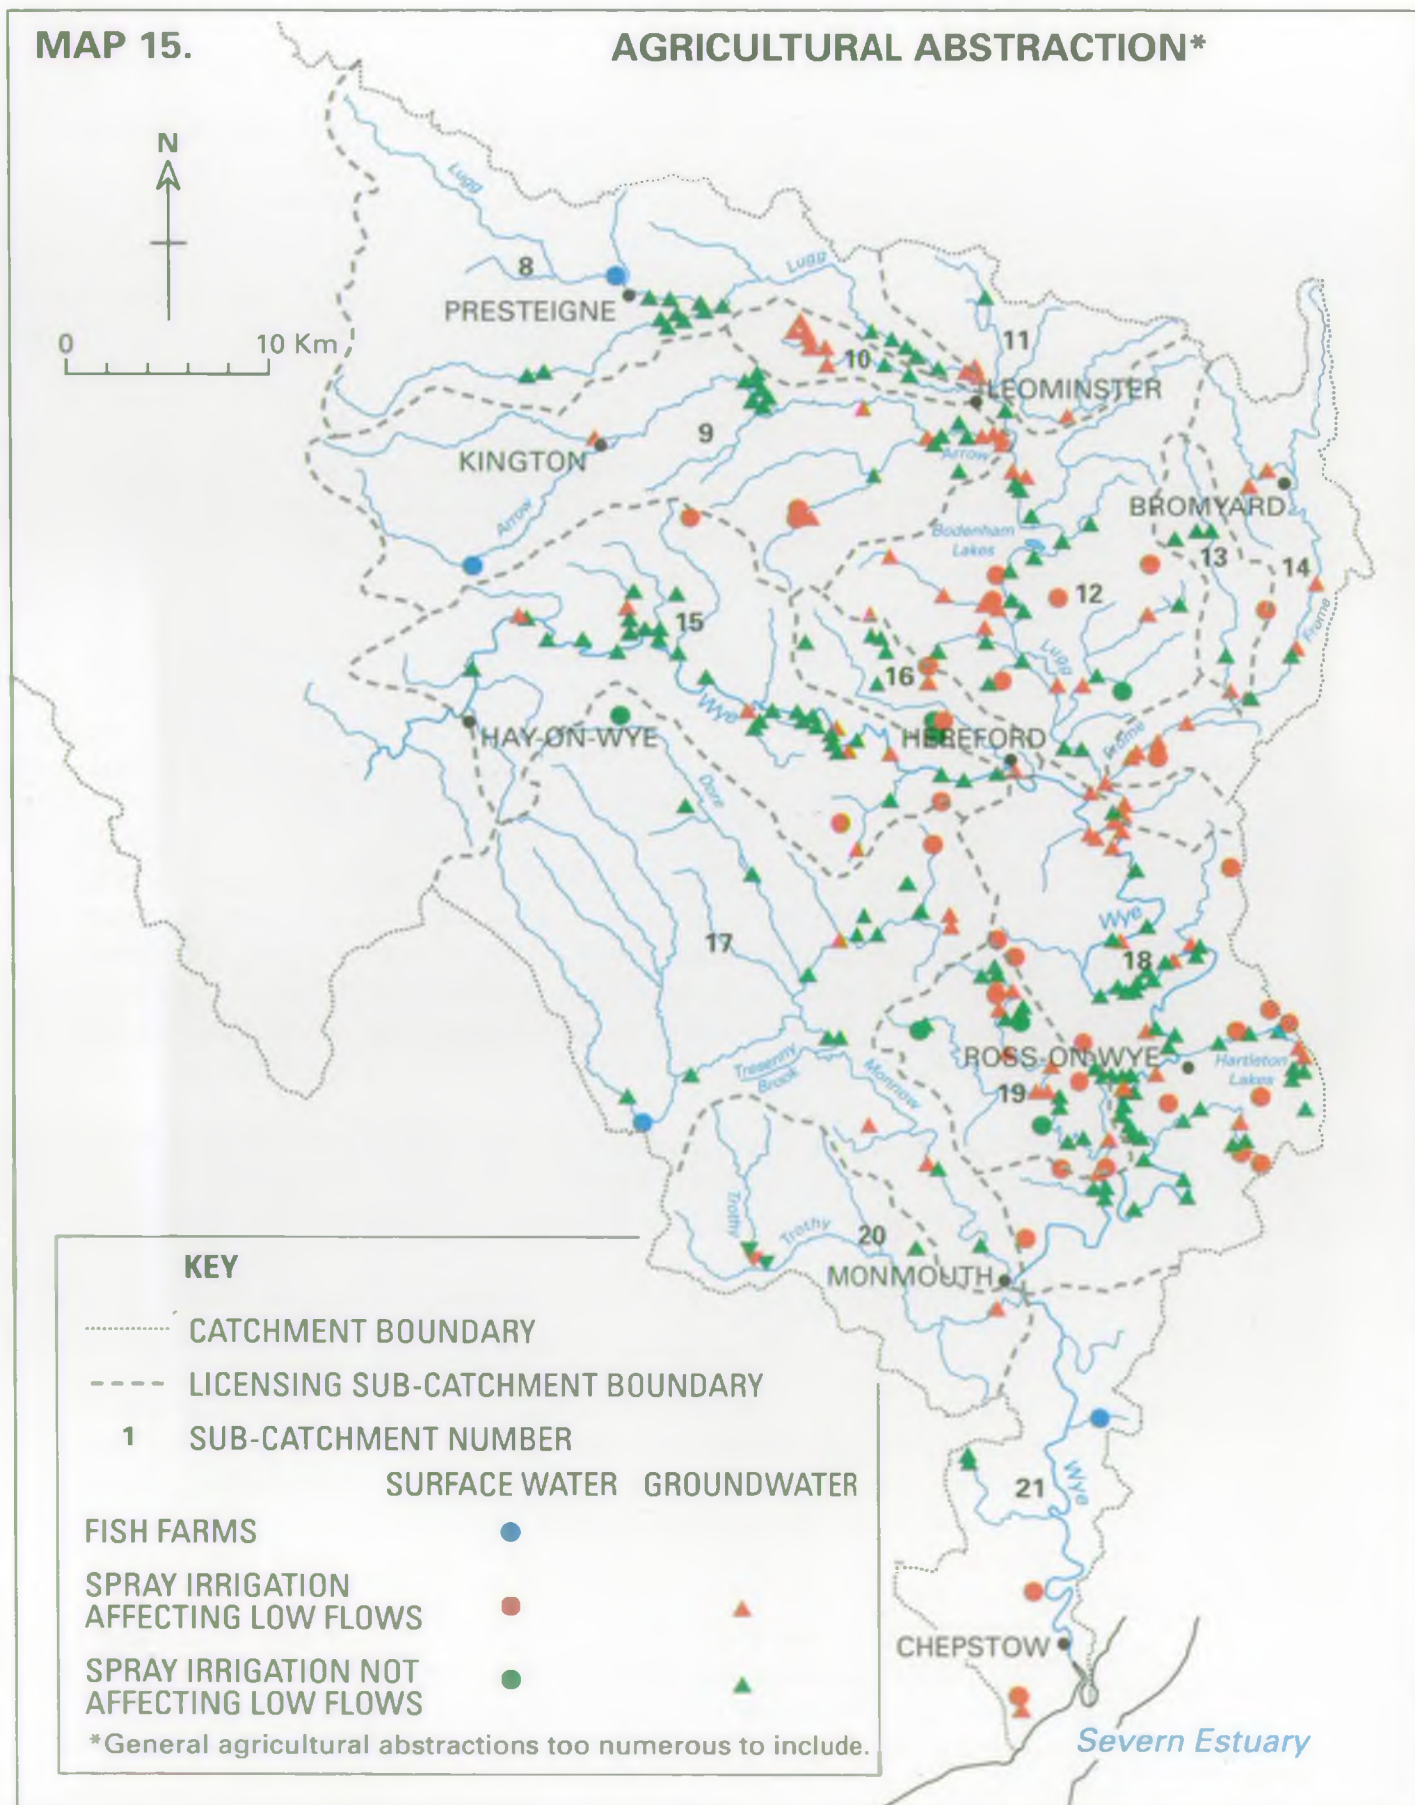 MAP 15.
AGRICULTURAL ABSTRACTION*
N
0 10 Km
Lugg
8
PRESTEIGNE
Lugg
11
10
LEOMINSTER
9
KINGTON
Arrow
Arrow
BROMYARD
Bodenham
Lakes
13
14
12
Frome
15
Lugg
16
Wye
HAY-ON-WYE
HEREFORD
Frome
Dore
Wye
17
18
ROSS-ON-WYE
Hartleton
Lakes
Tresenny
Brook
Monnow
19
Trothy
Trothy
20
MONMOUTH
21
Wye
CHEPSTOW
Severn Estuary
KEY
CATCHMENT BOUNDARY
LICENSING SUB-CATCHMENT BOUNDARY
1 SUB-CATCHMENT NUMBER
SURFACE WATER GROUNDWATER
FISH FARMS
SPRAY IRRIGATION
AFFECTING LOW FLOWS
SPRAY IRRIGATION NOT
AFFECTING LOW FLOWS
*General agricultural abstractions too numerous to include.